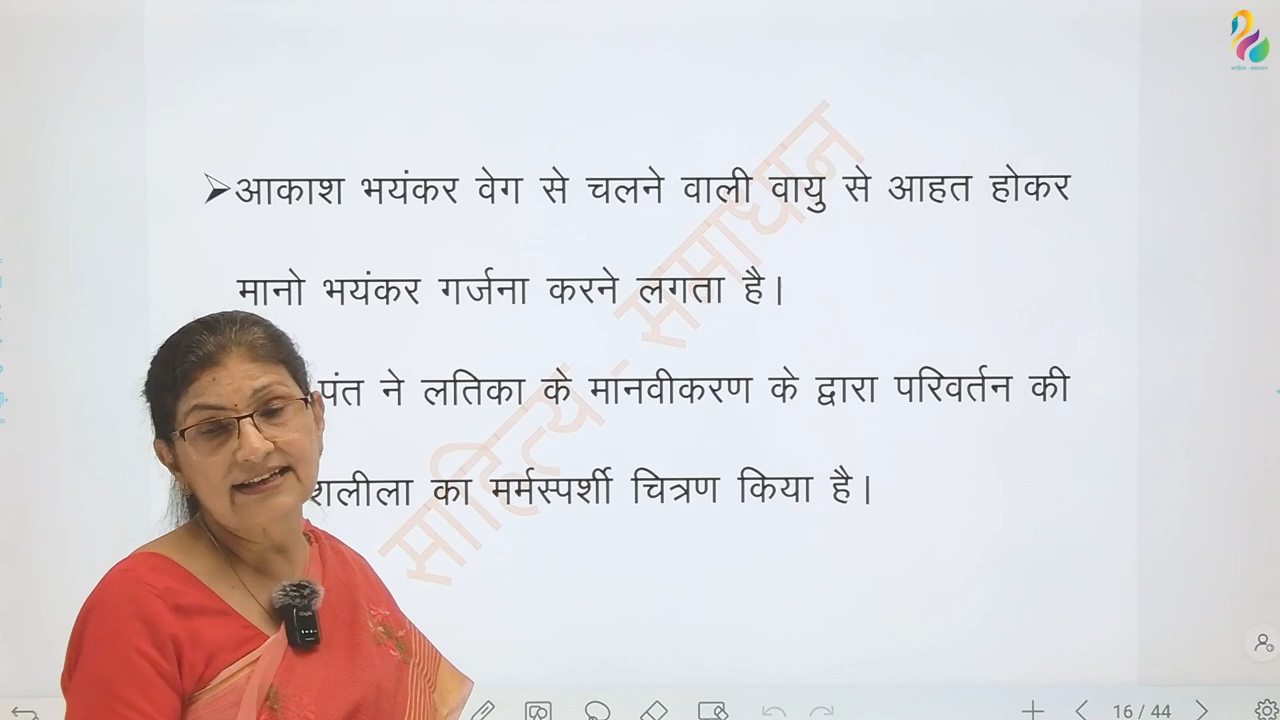 ➢आकाश भयंकर वेग से चलने वाली वायु से आहत होकर
मानो भयंकर गर्जना करने लगता है।
पंत ने लतिका के मानवीकरण के द्वारा परिवर्तन की
शलीला का मर्मस्पर्शी चित्रण किया है।
साहित्य - समाधान
16 / 44